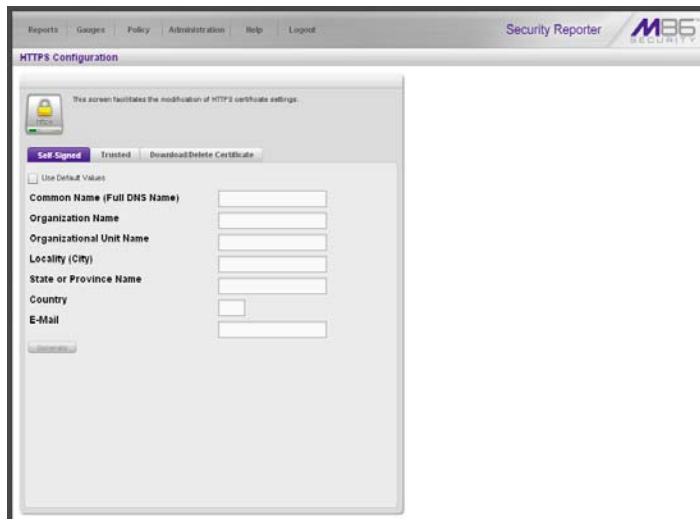 Reports Gauges Policy Administration Help Logout Security Reporter M86 SECURITY
HTTPS Configuration
This screen facilitates the modification of HTTPS certificate settings.
https
Self-Signed Trusted Download/Delete Certificate
Use Default Values
Common Name (Full DNS Name)
Organization Name
Organizational Unit Name
Locality (City)
State or Province Name
Country
E-Mail
Generate